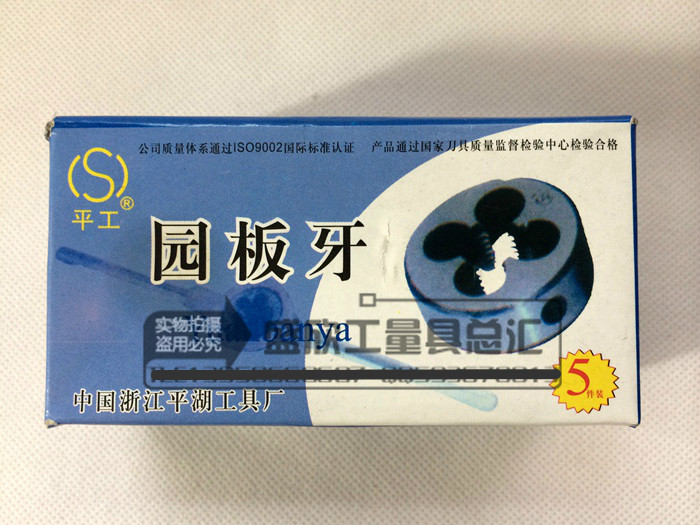 公司质量体系通过ISO9002国际标准认证 产品通过国家刀具质量监督检验中心检验合格
S
平工®
园板牙
实物拍摄
盗用必究
盛欣工量具总汇
banya
5件装
中国浙江平湖工具厂